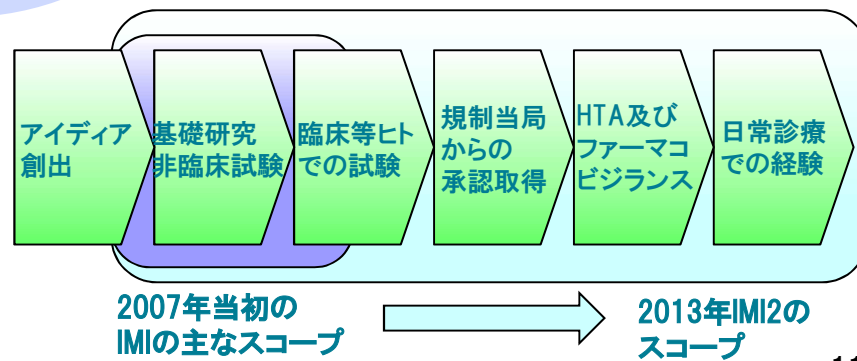 アイディア
創出
基礎研究
非臨床試験
臨床等ヒト
での試験
規制当局
からの
承認取得
HTA及び
ファーマコ
ビジランス
日常診療
での経験
2007年当初の
IMIの主なスコープ
2013年IMI2の
スコープ